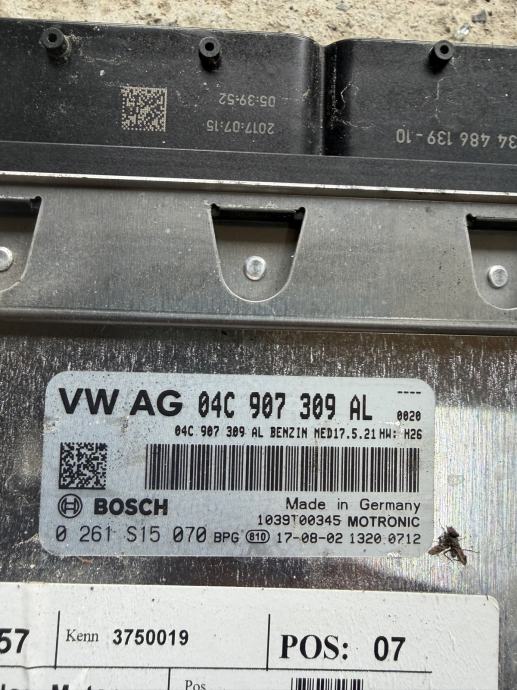 05:39:52
2017:07:15
34 486 139-10
VW AG 04C 907 309 AL
----
0020
04C 907 309 AL BENZIN MED17.5.21 HW: H26
BOSCH
Made in Germany
1039T00345 MOTRONIC
0 261 S15 070 BPG 810 17-08-02 1320 0712
57
Kenn 3750019
POS: 07
Pos